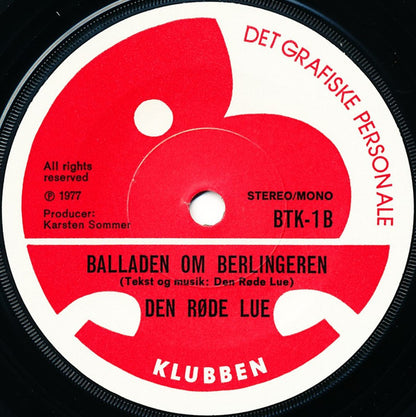 DET GRAFISKE PERSONALE
All rights
reserved
Ⓟ 1977
Producer:
Karsten Sommer
STEREO/MONO
BTK-1B
BALLADEN OM BERLINGEREN
(Tekst og musik: Den Røde Lue)
DEN RØDE LUE
KLUBBEN